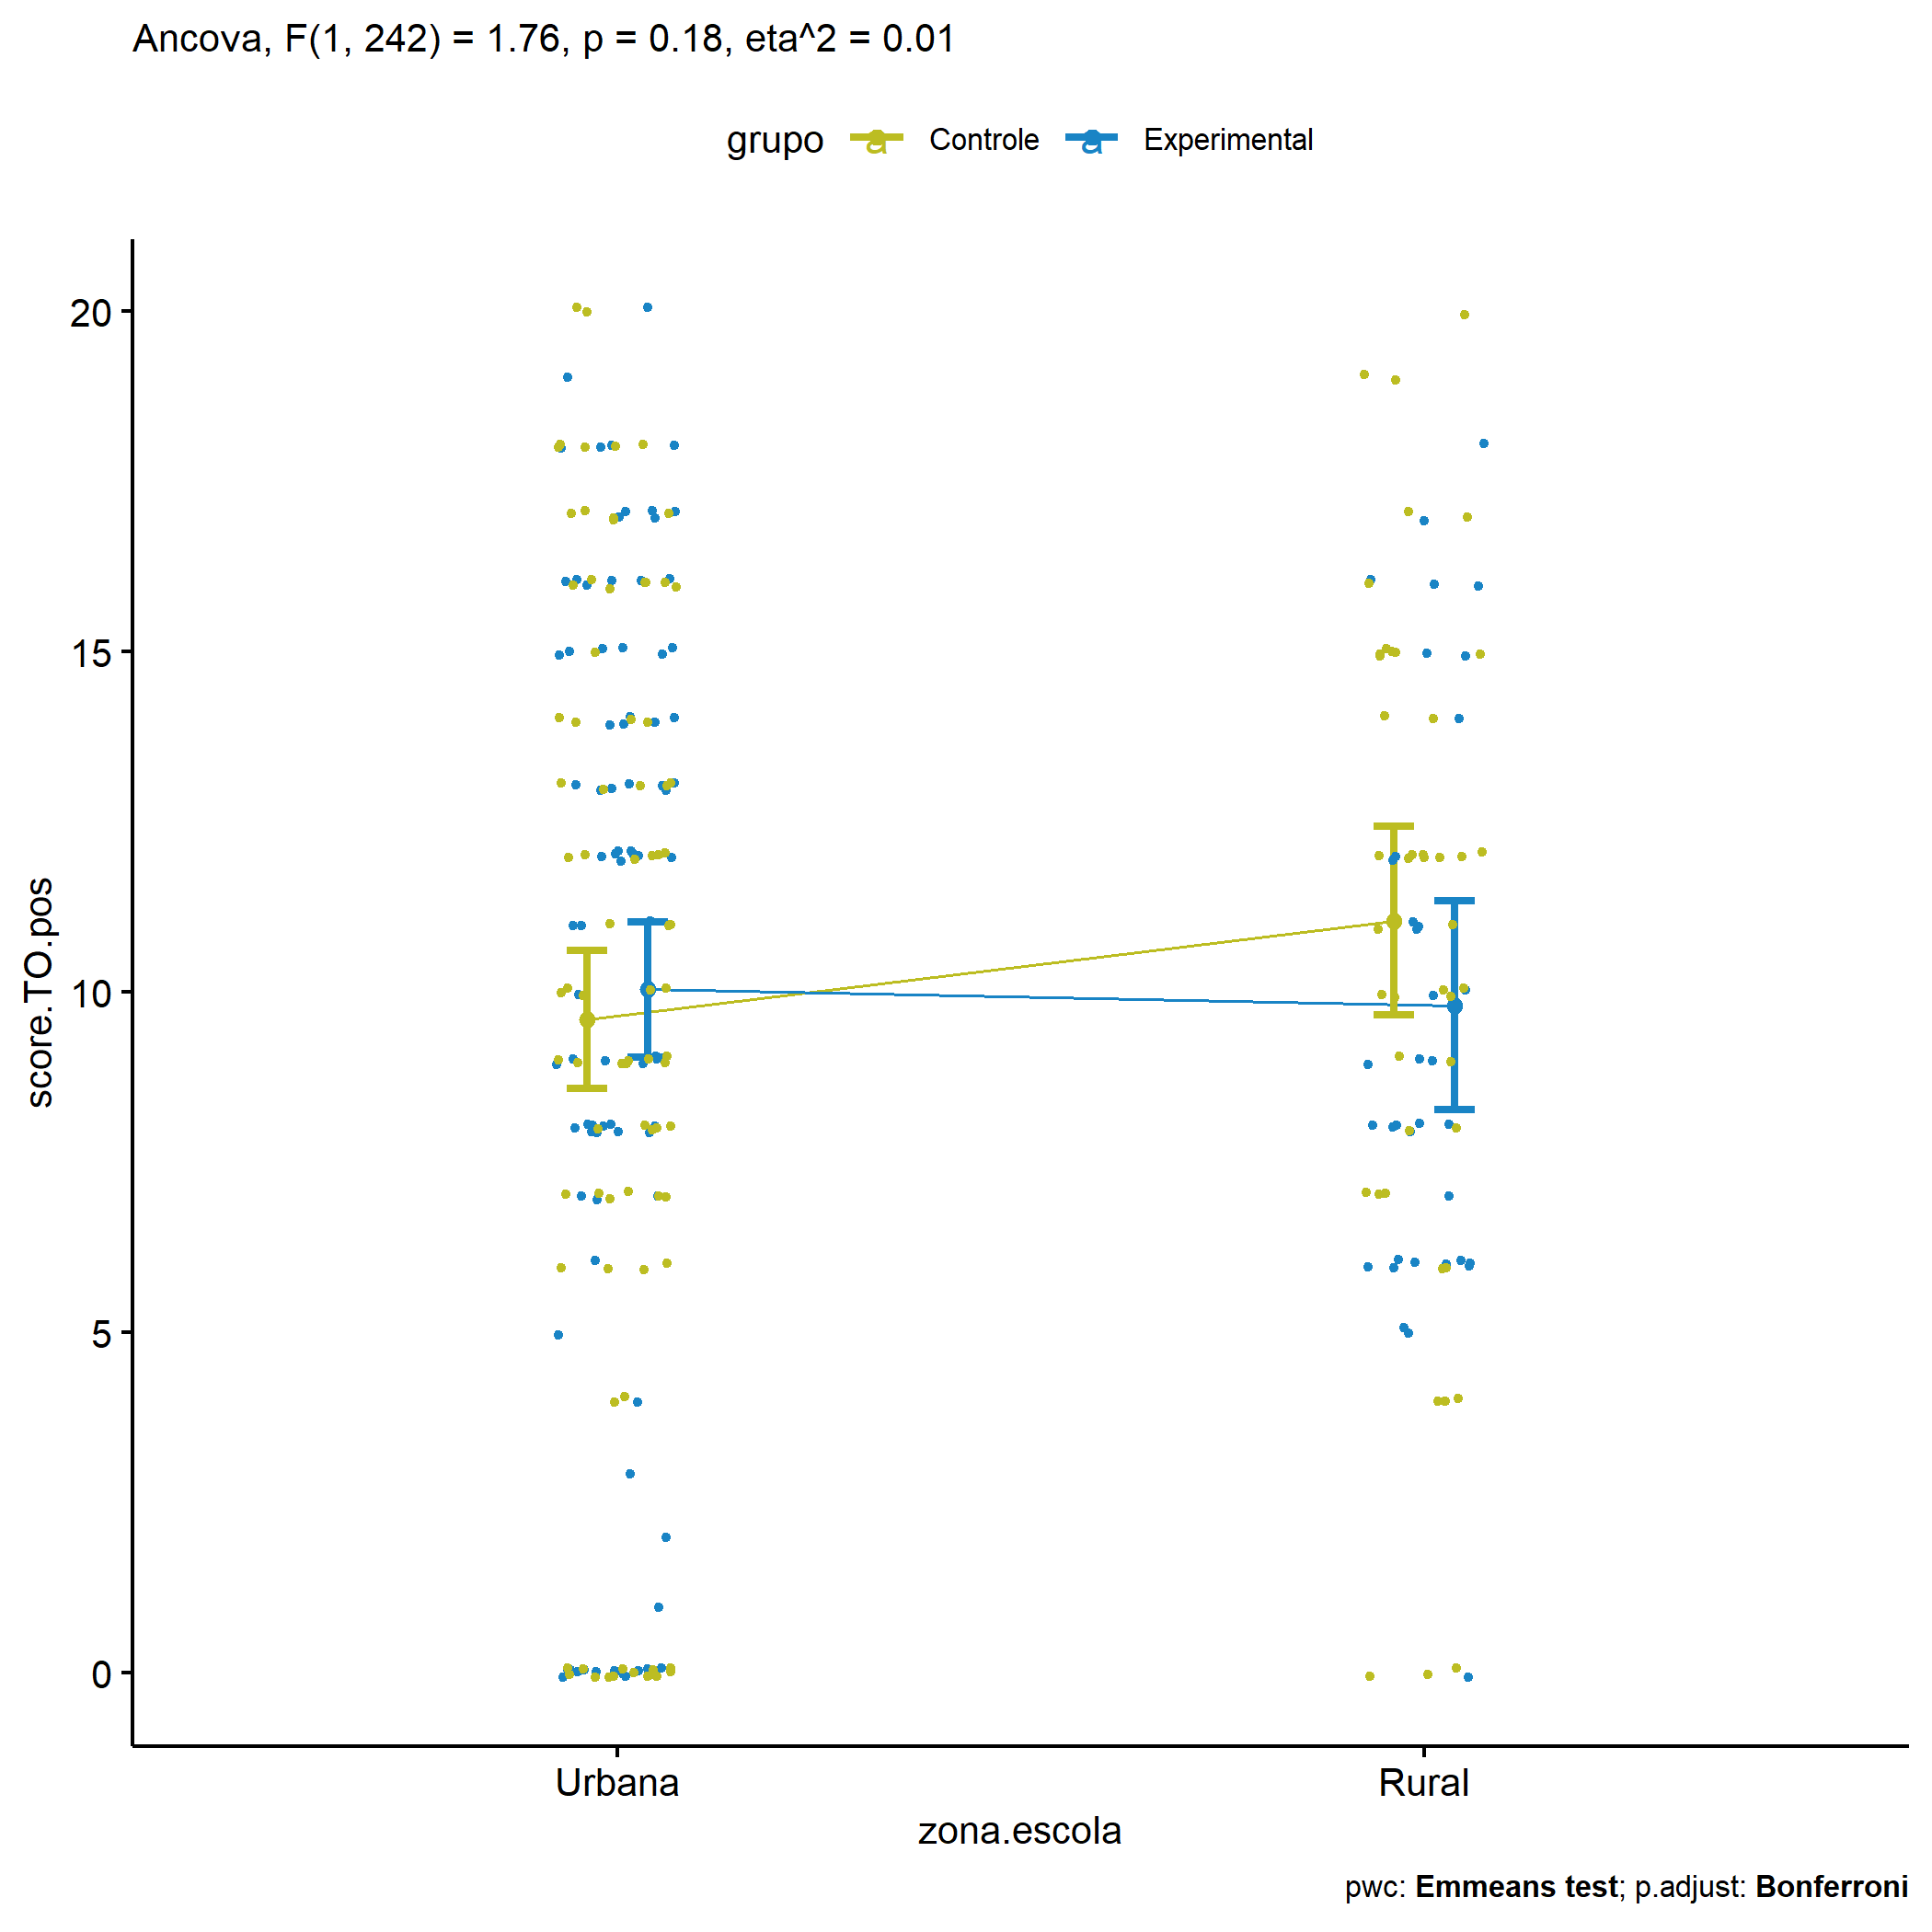 Ancova, F(1, 242) = 1.76, p = 0.18, eta^2 = 0.01
grupo a Controle a Experimental
20
15
10
5
0
score.TO.pos
Urbana Rural
zona.escola
pwc: Emmeans test; p.adjust: Bonferroni